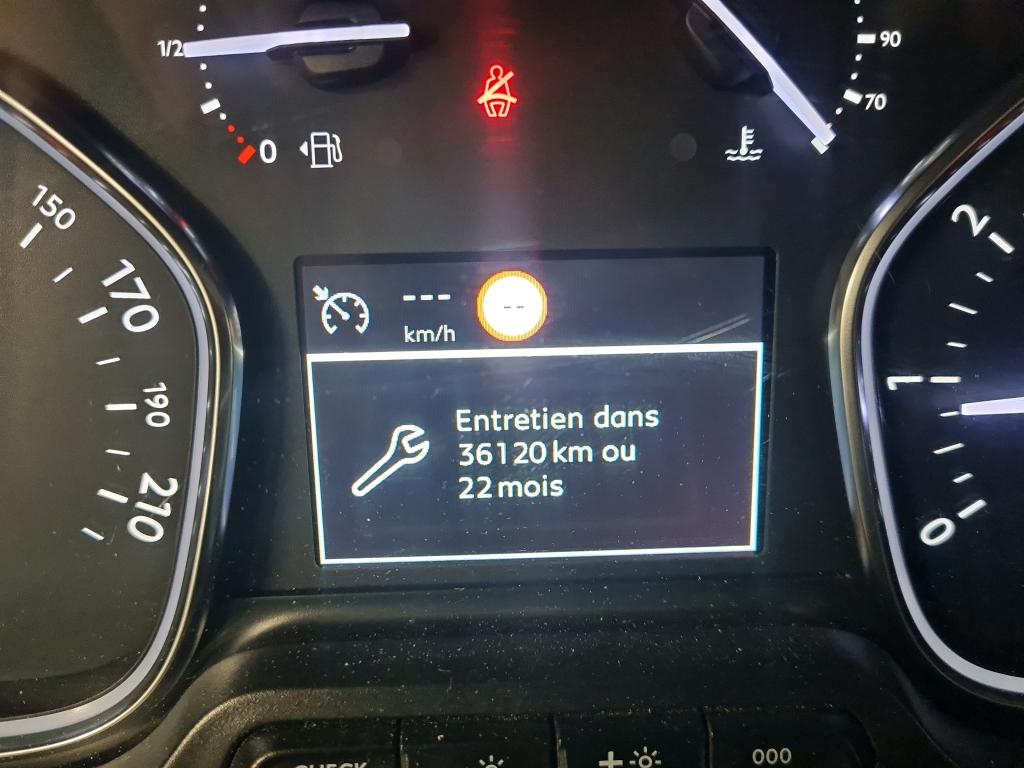 1/2
90
70
0
150
2
170
--- 
--
km/h
190
1
Entretien dans
36120 km ou
22 mois
210
0
CHECK
000